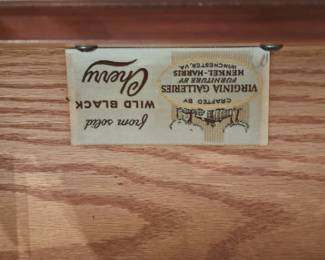 from solid
WILD BLACK
Cherry
CRAFTED BY
VIRGINIA GALLERIES
FURNITURE BY
HENKEL-HARRIS
WINCHESTER, VA.